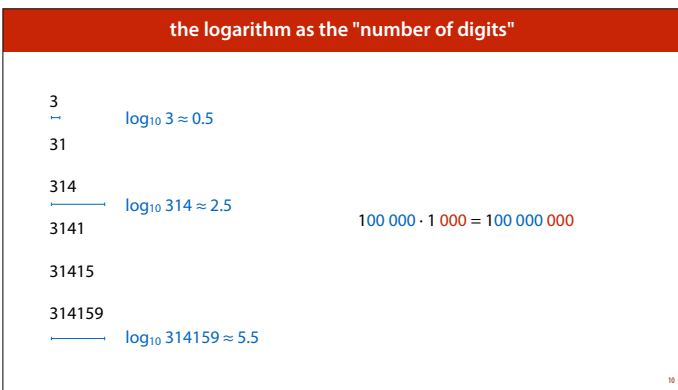 the logarithm as the "number of digits"
3
log₁₀ 3 ≈ 0.5
31
314
log₁₀ 314 ≈ 2.5
3141
100 000 · 1 000 = 100 000 000
31415
314159
log₁₀ 314159 ≈ 5.5
10